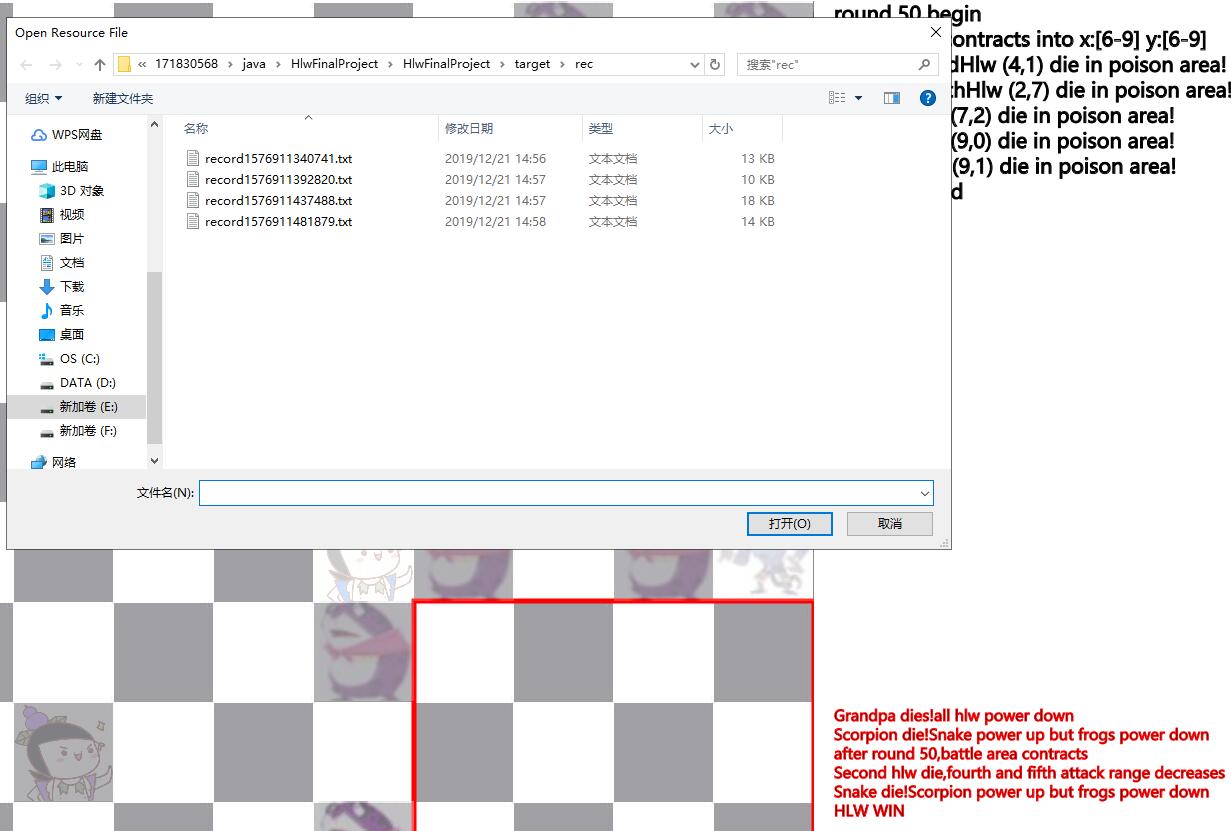 round 50 begin
Open Resource File
« 171830568 › java › HlwFinalProject › HlwFinalProject › target › rec
搜索"rec"
ontracts into x:[6-9] y:[6-9]
dHlw (4,1) die in poison area!
thHlw (2,7) die in poison area!
(7,2) die in poison area!
(9,0) die in poison area!
(9,1) die in poison area!
d
组织
新建文件夹
WPS网盘
此电脑
3D 对象
视频
图片
文档
下载
音乐
桌面
OS (C:)
DATA (D:)
新加卷 (E:)
新加卷 (F:)
网络
名称 修改日期 类型 大小
record1576911340741.txt 2019/12/21 14:56 文本文档 13 KB
record1576911392820.txt 2019/12/21 14:57 文本文档 10 KB
record1576911437488.txt 2019/12/21 14:57 文本文档 18 KB
record1576911481879.txt 2019/12/21 14:58 文本文档 14 KB
文件名(N):
打开(O)
取消
Grandpa dies!all hlw power down
Scorpion die!Snake power up but frogs power down
after round 50,battle area contracts
Second hlw die,fourth and fifth attack range decreases
Snake die!Scorpion power up but frogs power down
HLW WIN